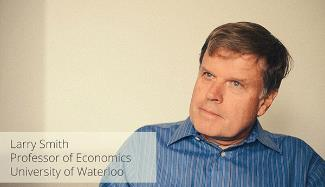 Larry Smith
Professor of Economics
University of Waterloo